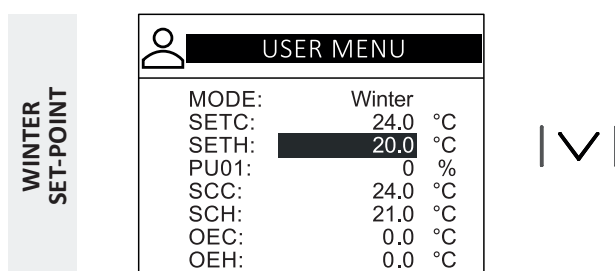 WINTER
SET-POINT
USER MENU
MODE: Winter
SETC: 24.0 °C
SETH: 20.0 °C
PU01: 0 %
SCC: 24.0 °C
SCH: 21.0 °C
OEC: 0.0 °C
OEH: 0.0 °C